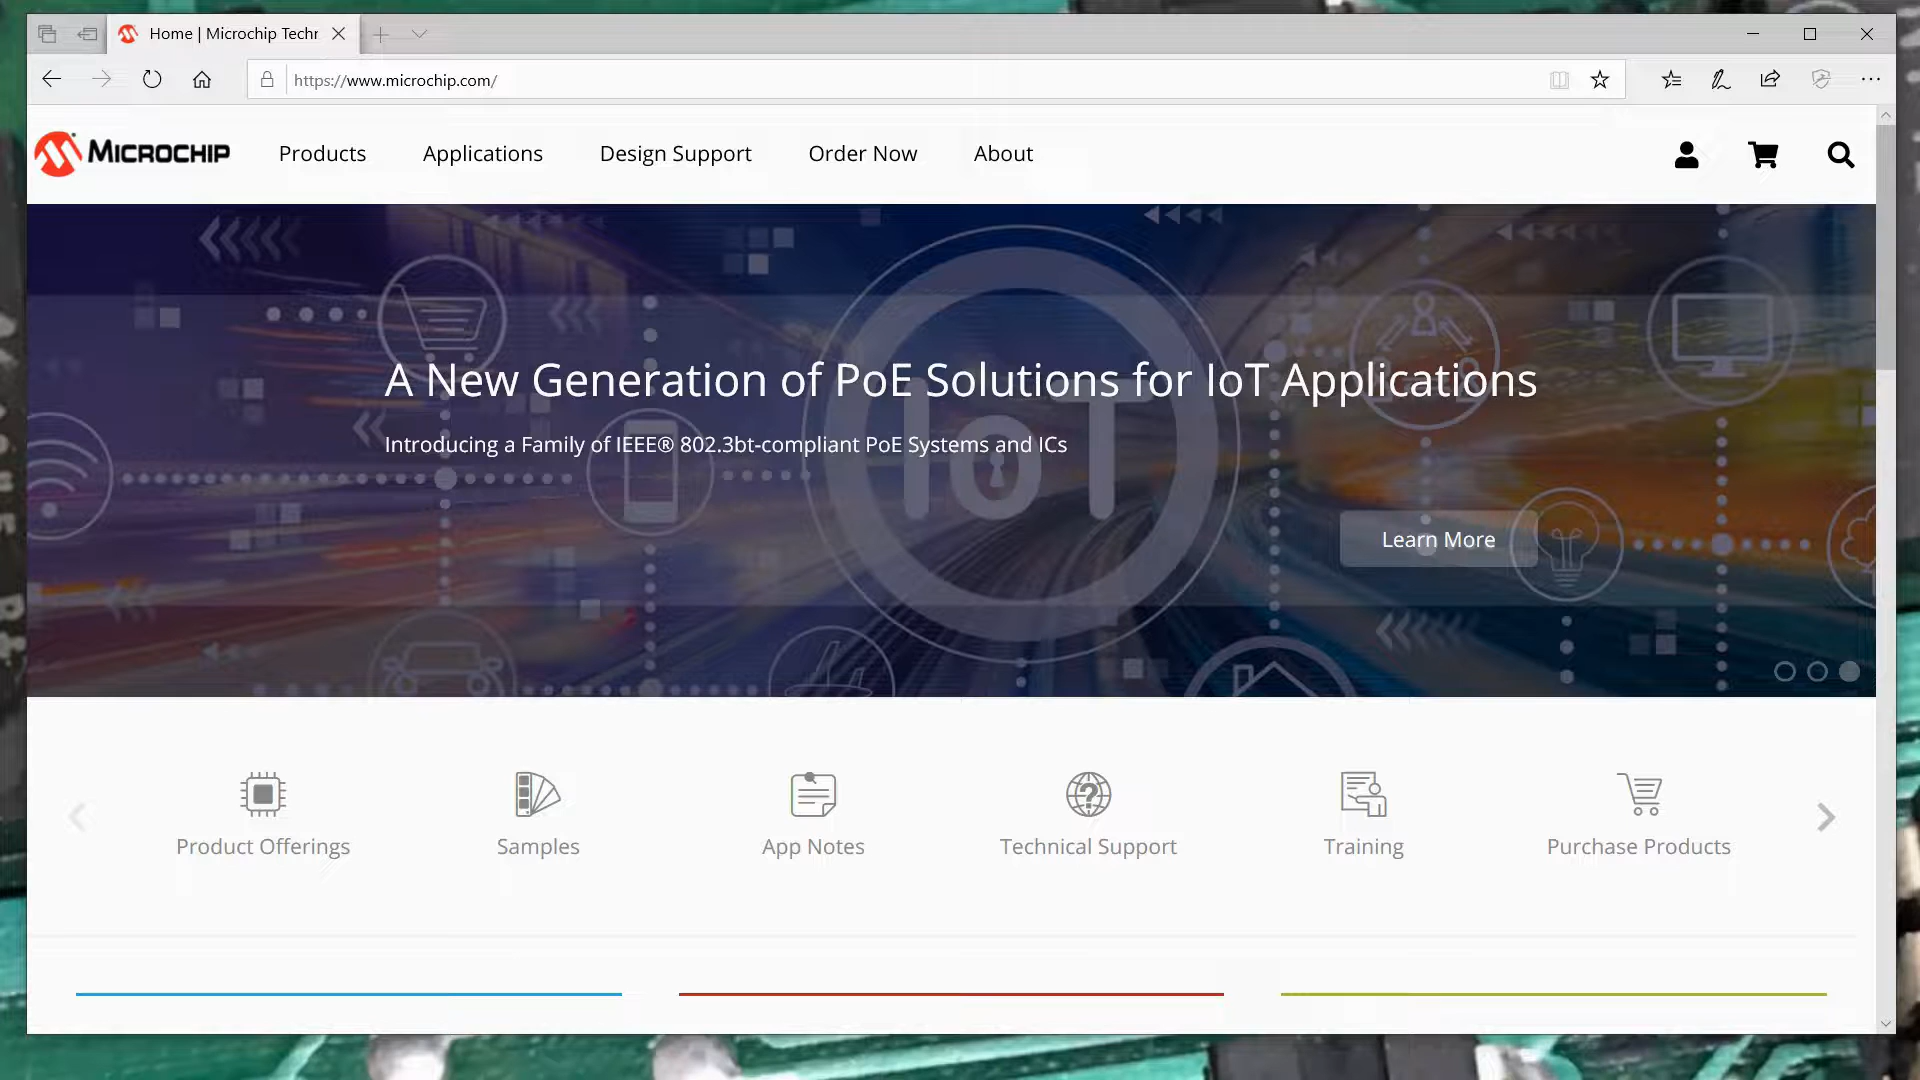 Home | Microchip Techr
https://www.microchip.com/
MICROCHIP
Products
Applications
Design Support
Order Now
About
IoT
A New Generation of PoE Solutions for IoT Applications
Introducing a Family of IEEE® 802.3bt-compliant PoE Systems and ICs
Learn More
Product Offerings
Samples
App Notes
Technical Support
Training
Purchase Products